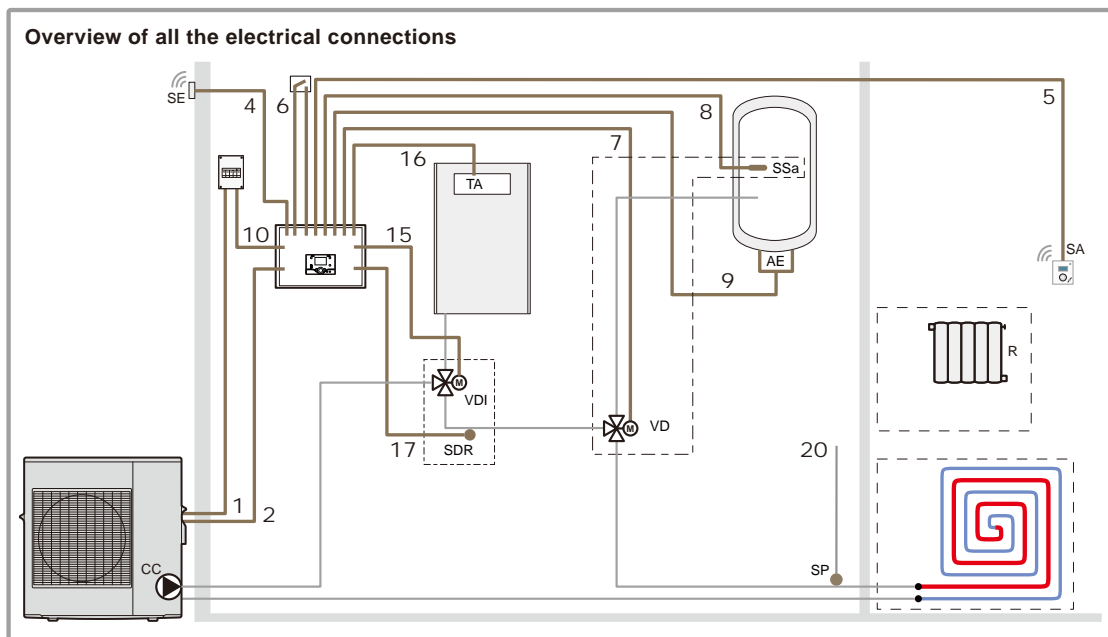 Overview of all the electrical connections
SE
4
6
8
5
7
16
TA
SSa
10
15
AE
SA
9
R
M
VDI
M
VD
17
SDR
20
1
2
CC
SP